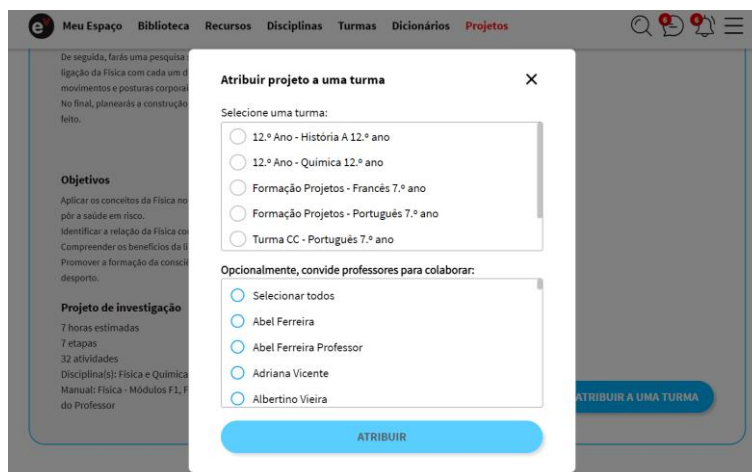 Meu Espaço Biblioteca Recursos Disciplinas Turmas Dicionários Projetos
De seguida, farás uma pesquisa
ligação da Física com cada um d
movimentos e posturas corporai
No final, planearás a construção
feito.
Objetivos
Aplicar os conceitos da Física no
pôr a saúde em risco.
Identificar a relação da Física co
Compreender os benefícios da li
Promover a formação da consciê
desporto.
Projeto de investigação
7 horas estimadas
7 etapas
32 atividades
Disciplina(s): Física e Química
Manual: Física - Módulos F1, F
do Professor
Atribuir projeto a uma turma
Selecione uma turma:
12.º Ano - História A 12.º ano
12.º Ano - Química 12.º ano
Formação Projetos - Francês 7.º ano
Formação Projetos - Português 7.º ano
Turma CC - Português 7.º ano
Opcionalmente, convide professores para colaborar:
Selecionar todos
Abel Ferreira
Abel Ferreira Professor
Adriana Vicente
Albertino Vieira
ATRIBUIR
ATRIBUIR A UMA TURMA